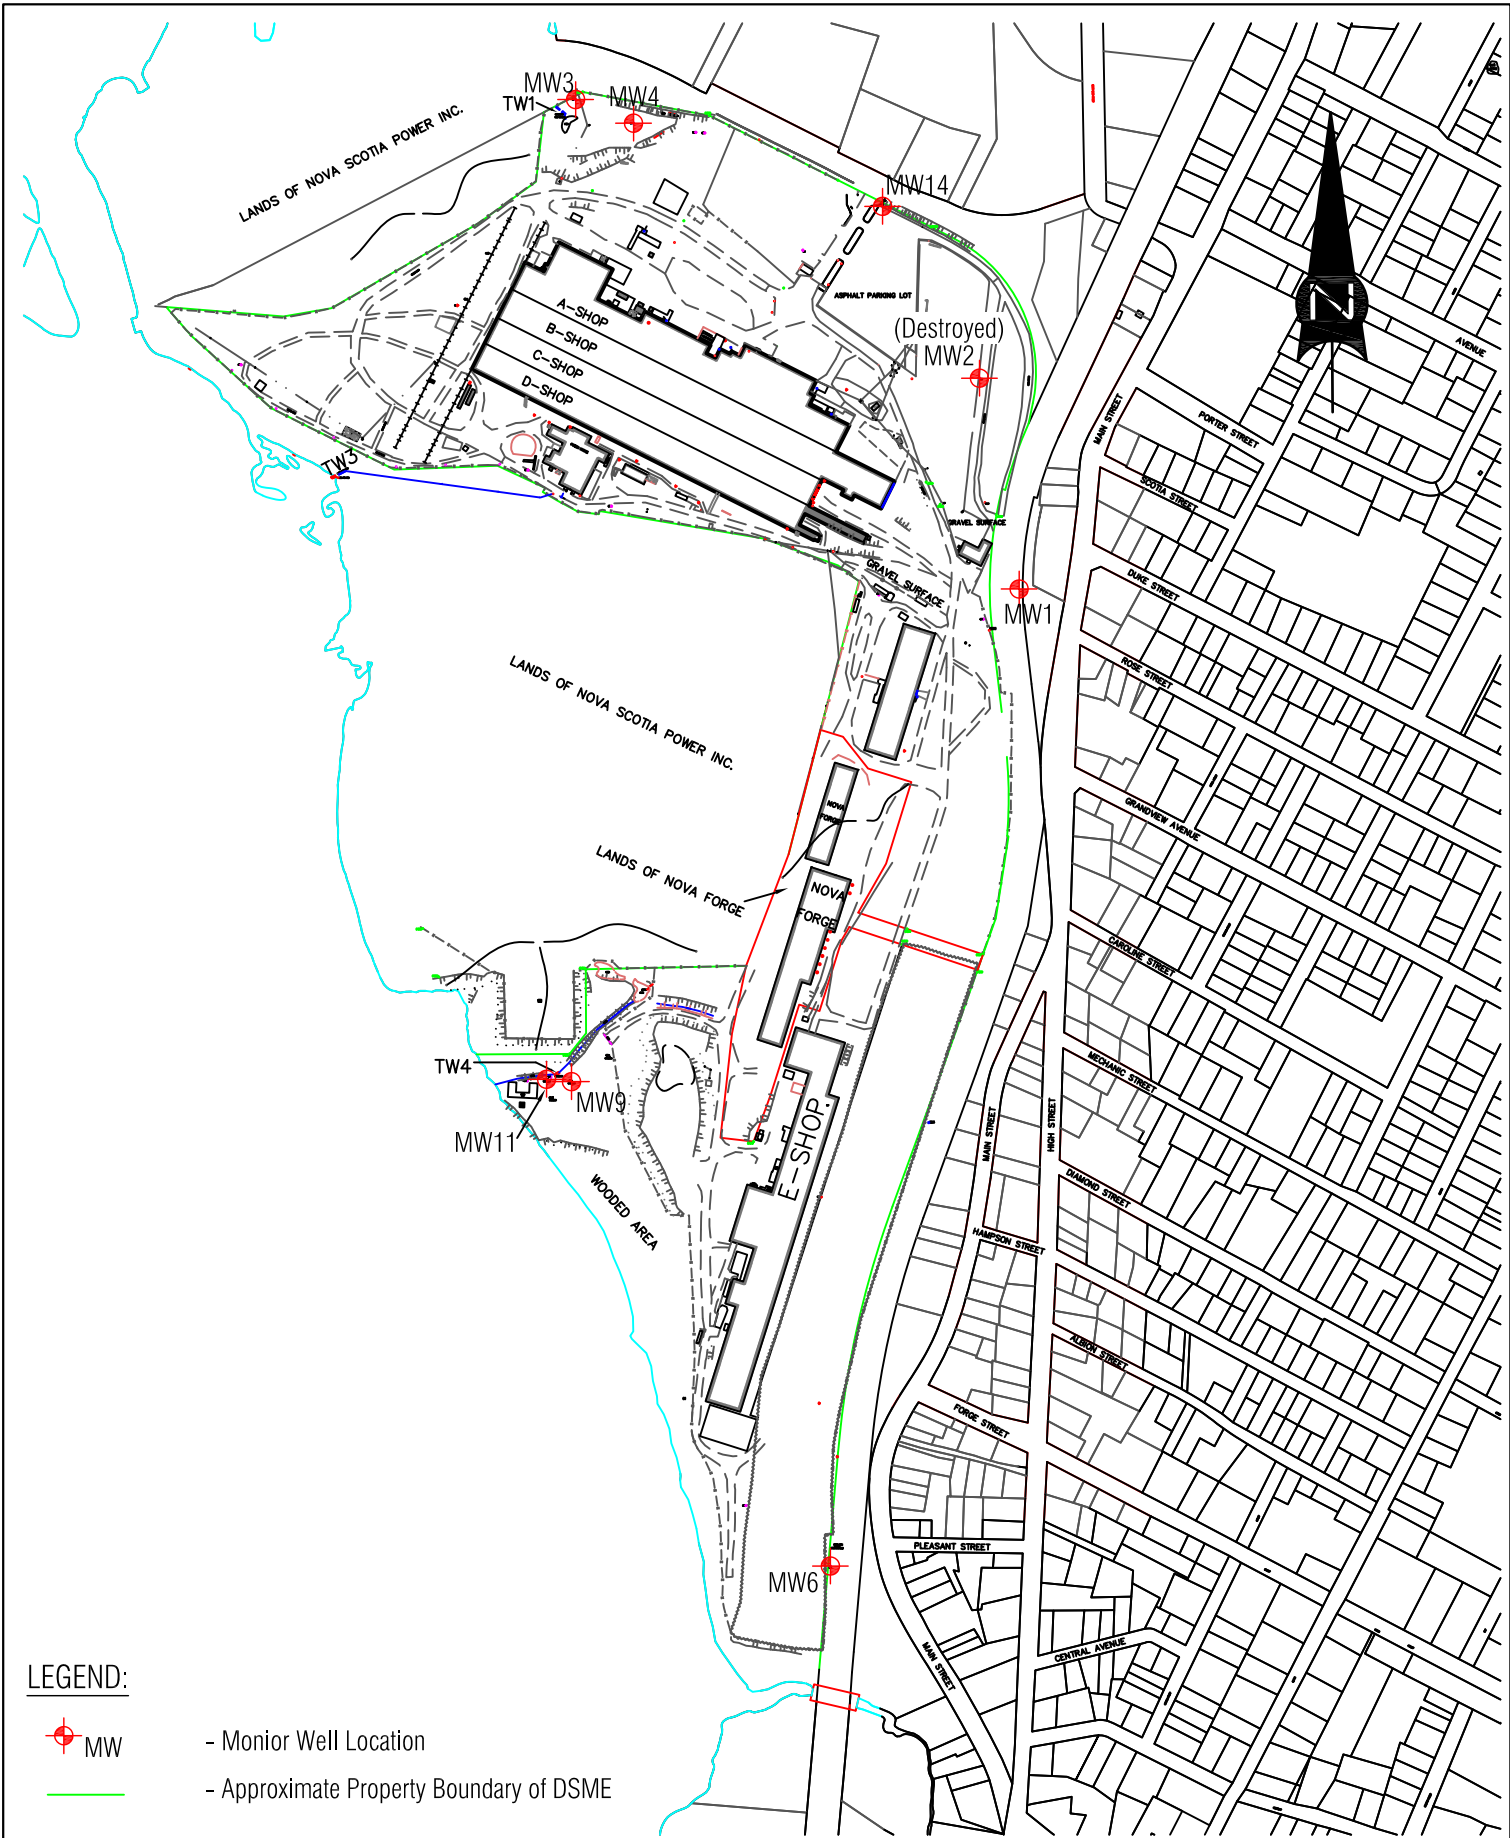 MW3
TW1
MW4
LANDS OF NOVA SCOTIA POWER INC.
MW14
ASPHALT PARKING LOT
A-SHOP
B-SHOP
C-SHOP
D-SHOP
(Destroyed)
MW2
N
AVENUE
MAIN STREET
PORTER STREET
TW3
SCOTIA STREET
GRAVEL SURFACE
GRAVEL SURFACE
DUKE STREET
MW1
LANDS OF NOVA SCOTIA POWER INC.
ROSE STREET
NOVA
FORGE
GRANDVIEW AVENUE
LANDS OF NOVA FORGE
NOVA
FORGE
CAROLINE STREET
TW4
MW9
MW11
MECHANIC STREET
MAIN STREET
HIGH STREET
E-SHOP
WOODED AREA
DIAMOND STREET
HAMPSON STREET
ALBION STREET
FORGE STREET
PLEASANT STREET
MW6
MAIN STREET
CENTRAL AVENUE
LEGEND:
MW
- Monior Well Location
- Approximate Property Boundary of DSME